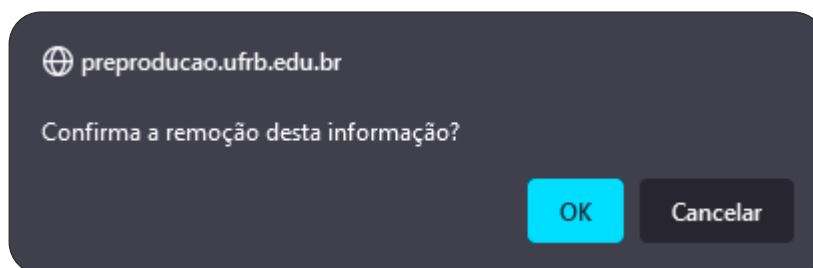 preproducao.ufrb.edu.br
Confirma a remoção desta informação?
OK Cancelar